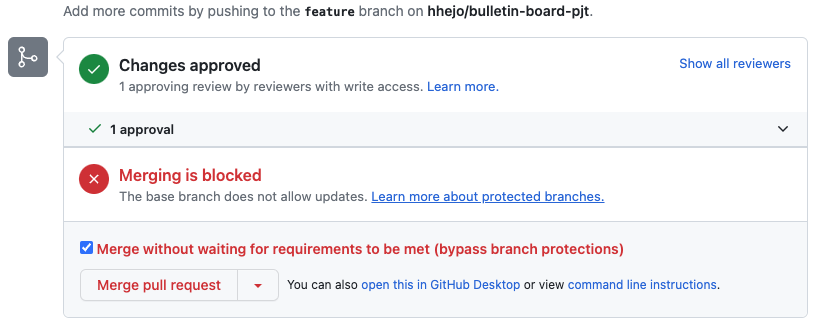 Add more commits by pushing to the feature branch on hhejo/bulletin-board-pjt.
Changes approved
Show all reviewers
1 approving review by reviewers with write access. Learn more.
1 approval
Merging is blocked
The base branch does not allow updates. Learn more about protected branches.
Merge without waiting for requirements to be met (bypass branch protections)
Merge pull request
You can also open this in GitHub Desktop or view command line instructions.